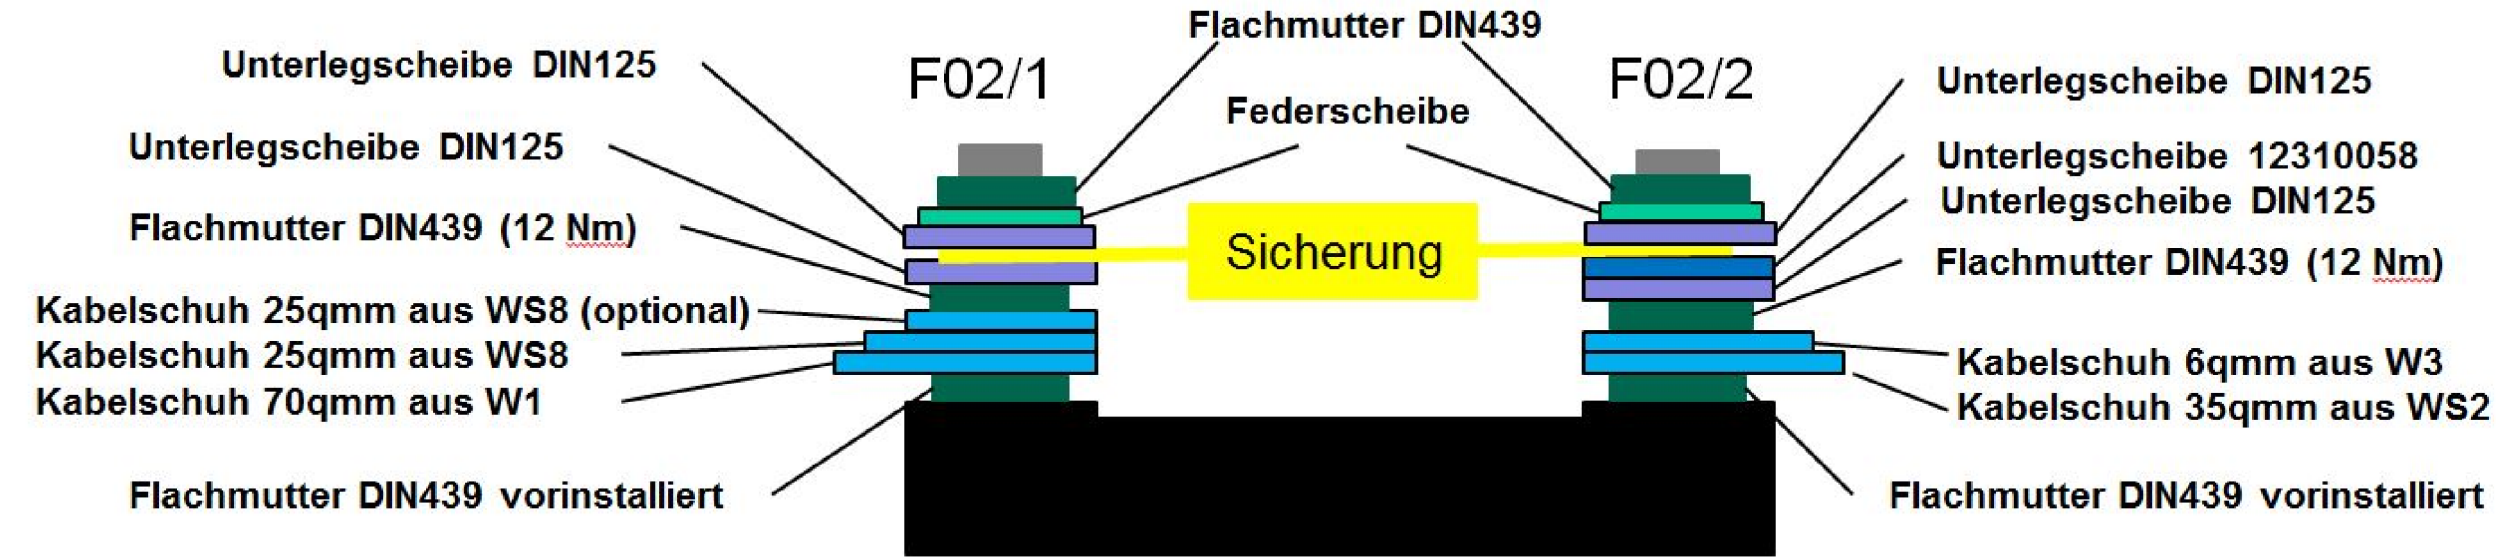 Flachmutter DIN439
Unterlegscheibe DIN125
F02/1
F02/2
Unterlegscheibe DIN125
Federscheibe
Unterlegscheibe DIN125
Unterlegscheibe 12310058
Unterlegscheibe DIN125
Flachmutter DIN439 (12 Nm)
Sicherung
Flachmutter DIN439 (12 Nm)
Kabelschuh 25qmm aus WS8 (optional)
Kabelschuh 25qmm aus WS8
Kabelschuh 6qmm aus W3
Kabelschuh 70qmm aus W1
Kabelschuh 35qmm aus WS2
Flachmutter DIN439 vorinstalliert
Flachmutter DIN439 vorinstalliert